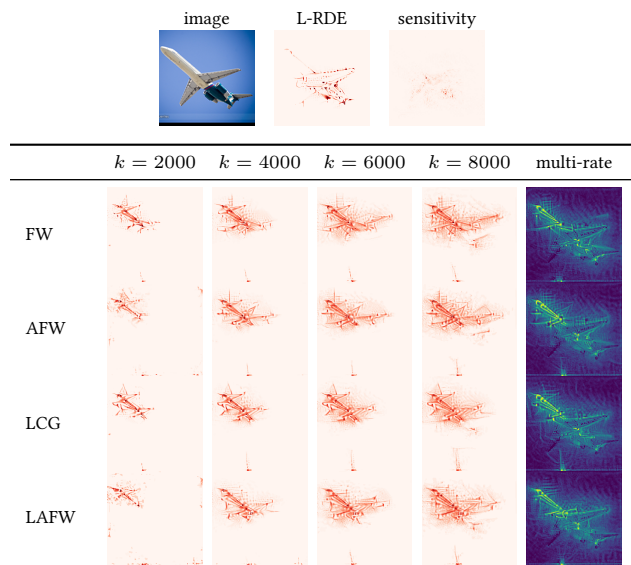 image L-RDE sensitivity
k = 2000 k = 4000 k = 6000 k = 8000 multi-rate
FW
AFW
LCG
LAFW